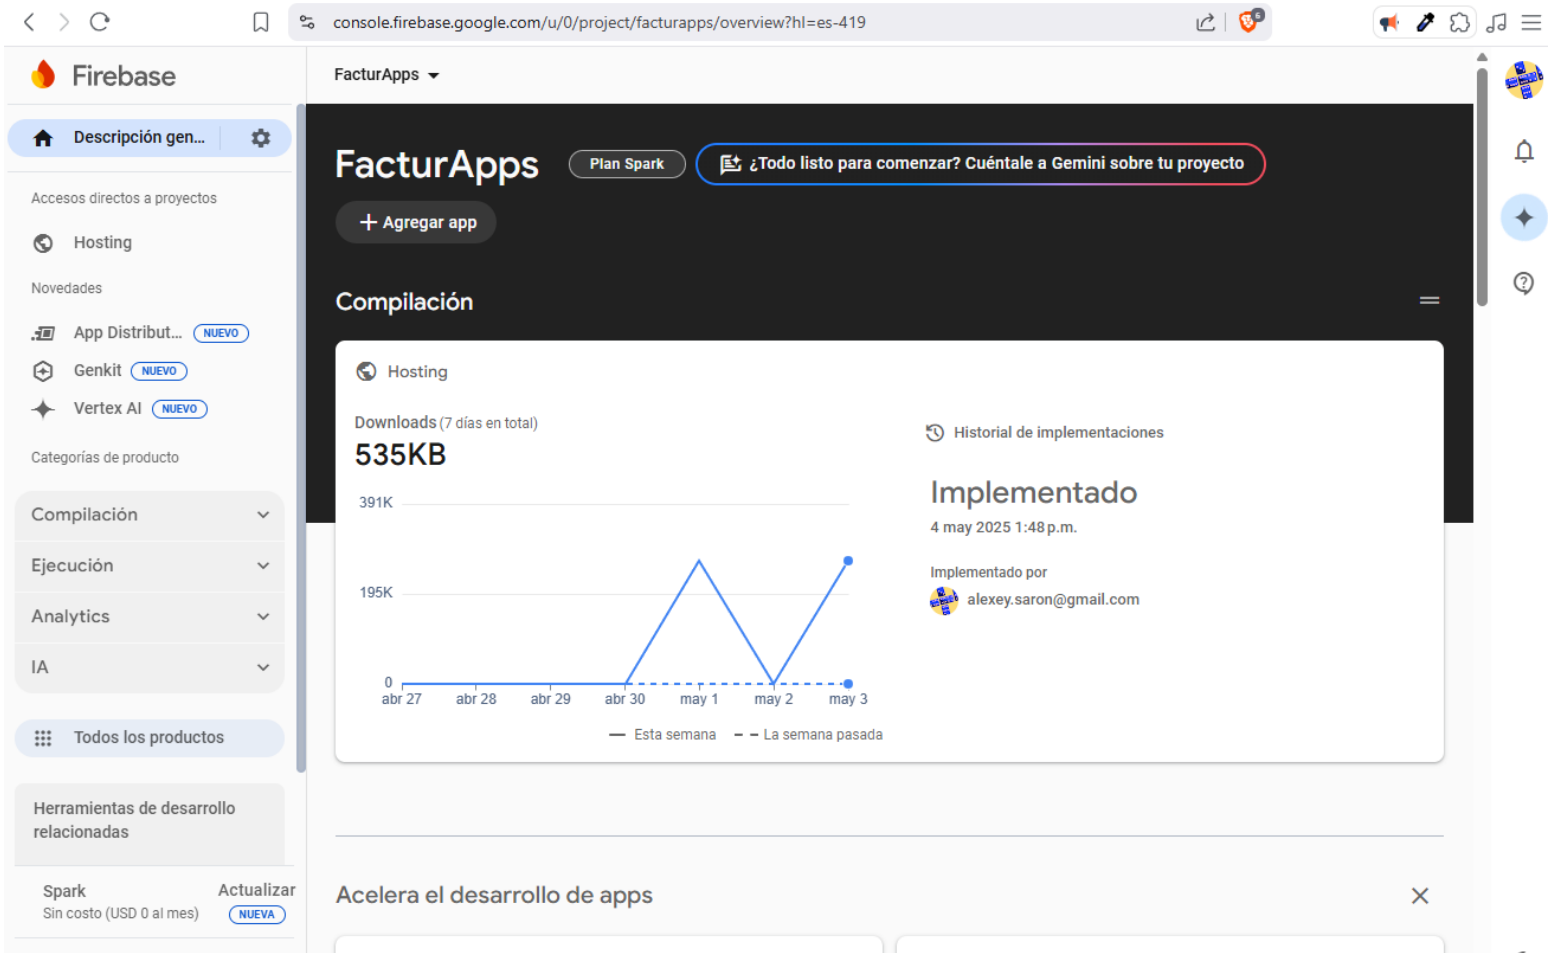 console.firebase.google.com/u/0/project/facturapps/overview?hl=es-419
6
Firebase
FacturApps
Descripción gen...
Accesos directos a proyectos
Hosting
Novedades
App Distribut... NUEVO
Genkit NUEVO
Vertex AI NUEVO
Categorías de producto
Compilación
Ejecución
Analytics
IA
Todos los productos
Herramientas de desarrollo
relacionadas
Spark
Sin costo (USD 0 al mes)
Actualizar
NUEVA
FacturApps
Plan Spark
¿Todo listo para comenzar? Cuéntale a Gemini sobre tu proyecto
Agregar app
Compilación
Hosting
Downloads (7 días en total)
535KB
391K
195K
0
abr 27 abr 28 abr 29 abr 30 may 1 may 2 may 3
Esta semana La semana pasada
Historial de implementaciones
Implementado
4 may 2025 1:48 p.m.
Implementado por
alexey.saron@gmail.com
Acelera el desarrollo de apps